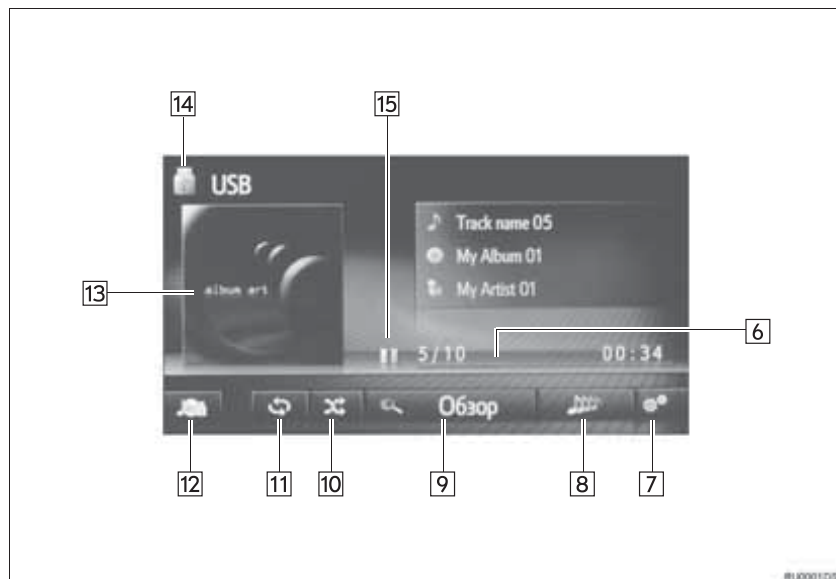 14 15
USB
Track name 05
My Album 01
My Artist 01
album art
13
6
5/10 00:34
Обзор
12 11 10 9 8 7